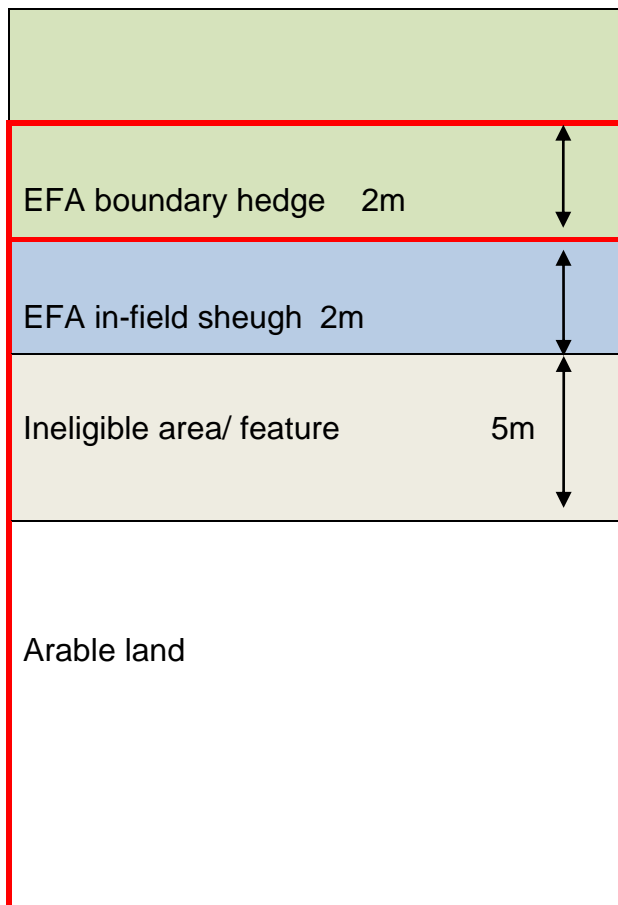 EFA boundary hedge 2m
EFA in-field sheugh 2m
Ineligible area/ feature 5m
Arable land